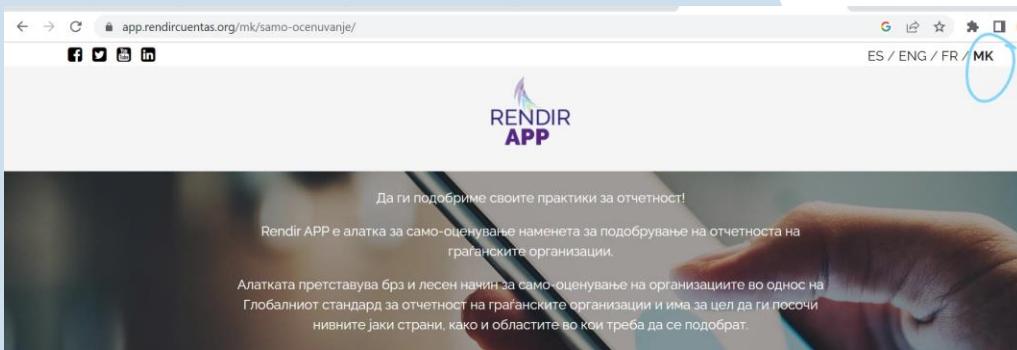 app.rendircuentas.org/mk/samo-ocenuvanje/
ES / ENG / FR / MK
RENDIR
APP
Да ги подобриме своите практики за отчетност!
Rendir APP е алатка за само-оценување наменета за подобрување на отчетноста на
граѓанските организации.
Алатката претставува брз и лесен начин за само-оценување на организациите во однос на
Глобалниот стандард за отчетност на граѓанските организации и има за цел да ги посочи
нивните јаки страни, како и областите во кои треба да се подобрат.